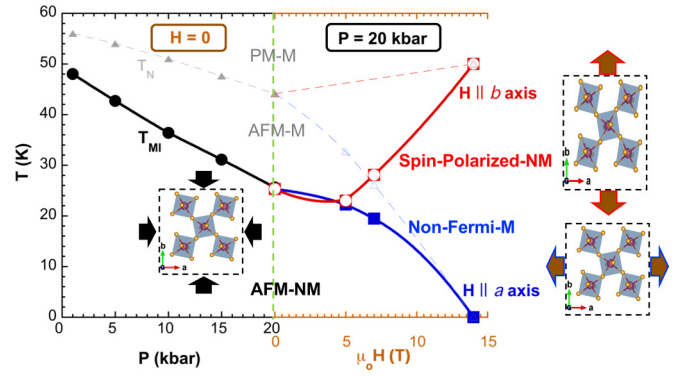 H = 0
P = 20 kbar
60
50
40
30
20
10
0
T (K)
PM-M
T_N
AFM-M
T_MI
AFM-NM
H || b axis
Spin-Polarized-NM
Non-Fermi-M
H || a axis
0 5 10 15 20 0 5 10 15
P (kbar)
μ₀H (T)
b
c a
b
c a
b
c a